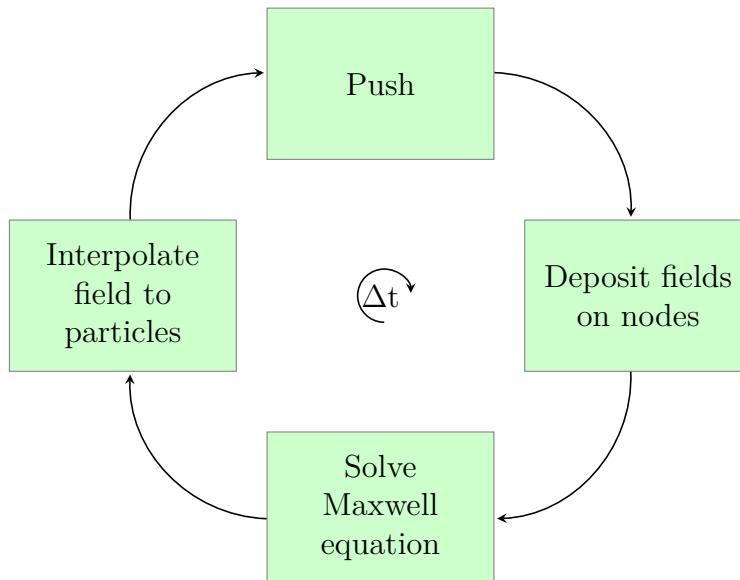 Push
Interpolate
field to
particles
Δt
Deposit fields
on nodes
Solve
Maxwell
equation